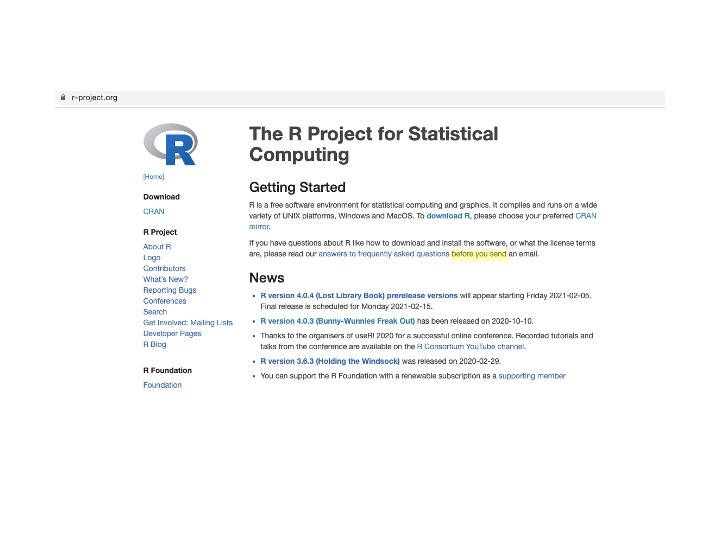 r-project.org
R
[Home]
Download
CRAN
R Project
About R
Logo
Contributors
What's New?
Reporting Bugs
Conferences
Search
Get Involved: Mailing Lists
Developer Pages
R Blog
R Foundation
Foundation
The R Project for Statistical
Computing
Getting Started
R is a free software environment for statistical computing and graphics. It compiles and runs on a wide
variety of UNIX platforms, Windows and MacOS. To download R, please choose your preferred CRAN
mirror.
If you have questions about R like how to download and install the software, or what the license terms
are, please read our answers to frequently asked questions before you send an email.
News
• R version 4.0.4 (Lost Library Book) prerelease versions will appear starting Friday 2021-02-05.
Final release is scheduled for Monday 2021-02-15.
• R version 4.0.3 (Bunny-Wunnies Freak Out) has been released on 2020-10-10.
• Thanks to the organisers of useR! 2020 for a successful online conference. Recorded tutorials and
talks from the conference are available on the R Consortium YouTube channel.
• R version 3.6.3 (Holding the Windsock) was released on 2020-02-29.
• You can support the R Foundation with a renewable subscription as a supporting member